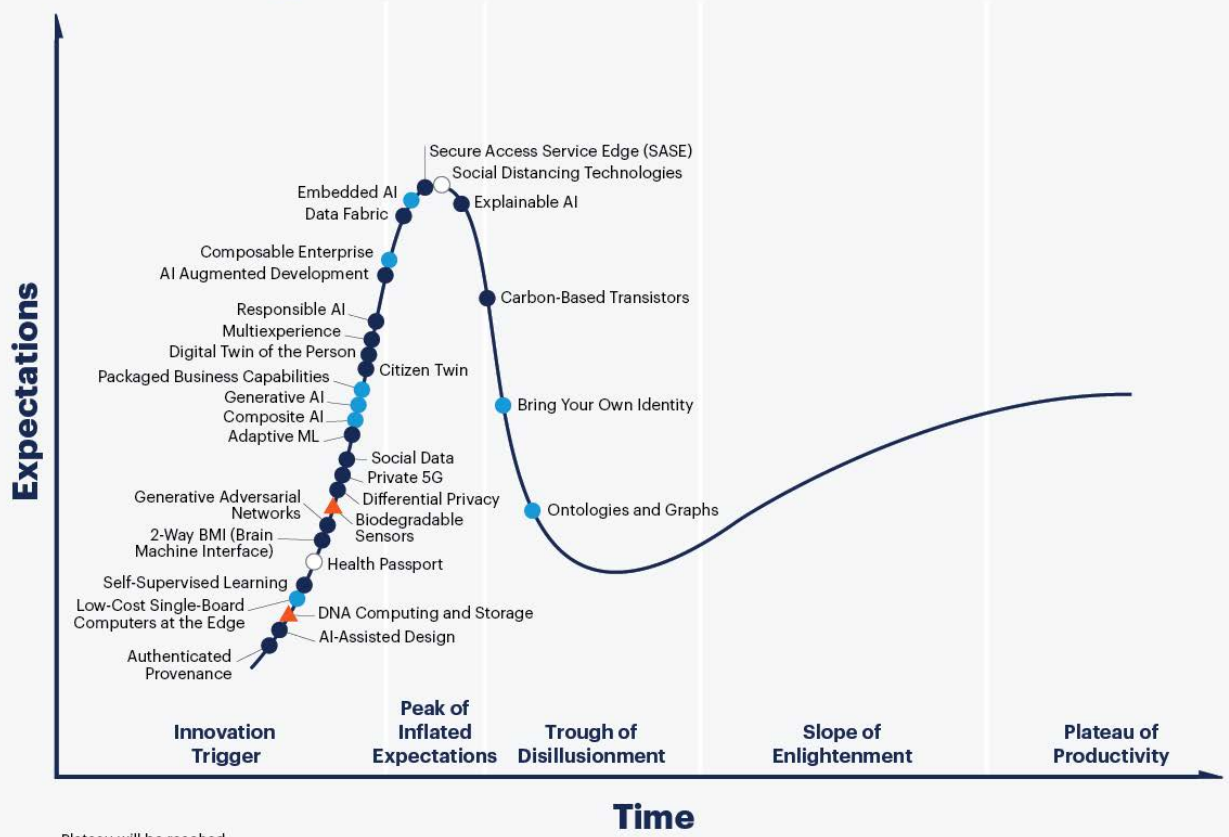 Expectations
Secure Access Service Edge (SASE)
Social Distancing Technologies
Embedded AI
Explainable AI
Data Fabric
Composable Enterprise
AI Augmented Development
Carbon-Based Transistors
Responsible AI
Multiexperience
Digital Twin of the Person
Citizen Twin
Packaged Business Capabilities
Generative AI
Bring Your Own Identity
Composite AI
Adaptive ML
Social Data
Private 5G
Differential Privacy
Generative Adversarial
Networks
Ontologies and Graphs
Biodegradable
Sensors
2-Way BMI (Brain
Machine Interface)
Health Passport
Self-Supervised Learning
Low-Cost Single-Board
Computers at the Edge
DNA Computing and Storage
AI-Assisted Design
Authenticated
Provenance
Innovation
Trigger
Peak of
Inflated
Expectations
Trough of
Disillusionment
Slope of
Enlightenment
Plateau of
Productivity
Time
Plateau will be reached